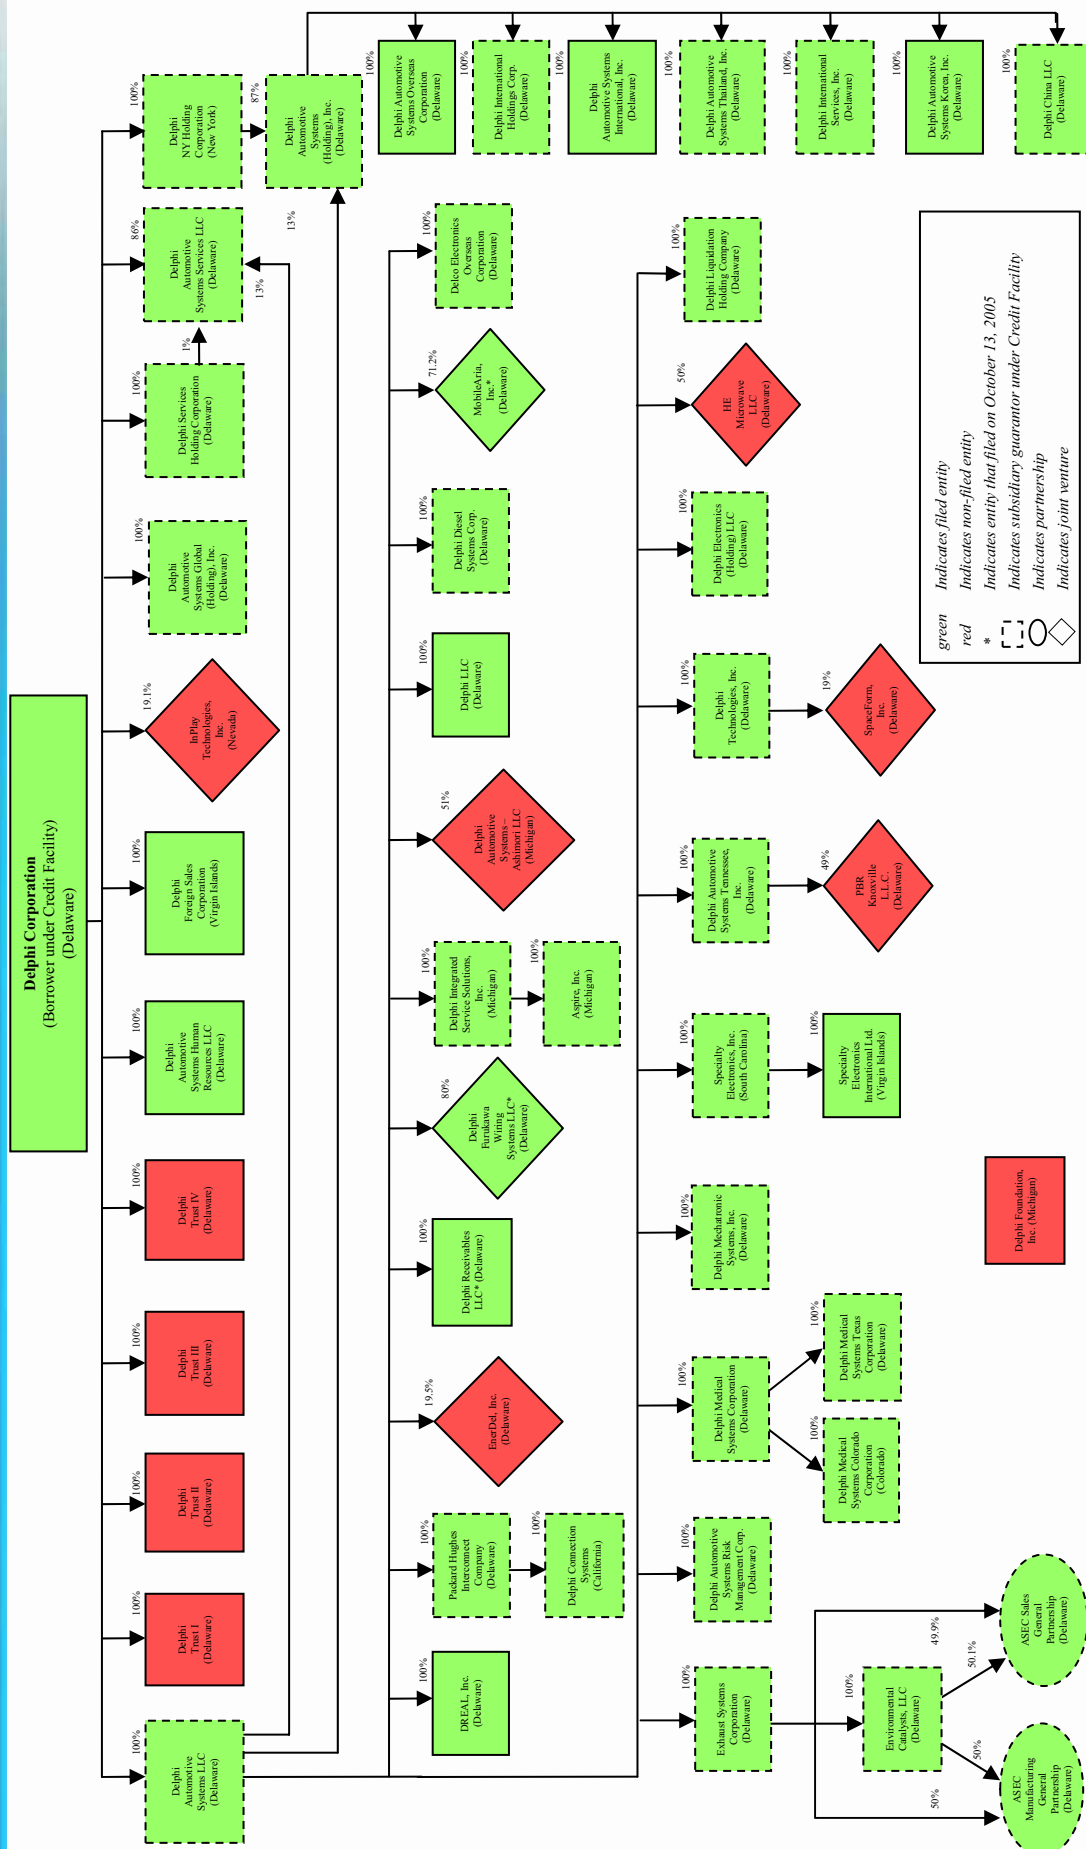 Delphi Corporation
(Borrower under Credit Facility)
(Delaware)
100%
Delphi
Automotive
Systems LLC
(Delaware)
100%
Delphi
Trust I
(Delaware)
100%
Delphi
Trust II
(Delaware)
100%
Delphi
Trust III
(Delaware)
100%
Delphi
Trust IV
(Delaware)
100%
Delphi
Automotive
Systems Human
Resources LLC
(Delaware)
100%
Delphi
Foreign Sales
Corporation
(Virgin Islands)
19.1%
InPlay
Technologies,
Inc.
(Nevada)
100%
Delphi
Automotive
Systems Global
(Holding), Inc.
(Delaware)
100%
Delphi Services
Holding Corporation
(Delaware)
1%
86%
Delphi
Automotive
Systems Services LLC
(Delaware)
13%
100%
Delphi
NY Holding
Corporation
(New York)
87%
Delphi
Automotive
Systems
(Holding), Inc.
(Delaware)
13%
100%
Delphi Automotive
Systems Overseas
Corporation
(Delaware)
100%
Delphi International
Holdings Corp.
(Delaware)
100%
Delphi
Automotive Systems
International, Inc.
(Delaware)
100%
Delphi Automotive
Systems Thailand, Inc.
(Delaware)
100%
Delphi International
Services, Inc.
(Delaware)
100%
Delphi Automotive
Systems Korea, Inc.
(Delaware)
100%
Delphi China LLC
(Delaware)
100%
DREAL, Inc.
(Delaware)
100%
Packard Hughes
Interconnect
Company
(Delaware)
100%
Delphi Connection
Systems
(California)
19.5%
EnerDel, Inc.
(Delaware)
100%
Delphi Receivables
LLC* (Delaware)
80%
Delphi
Furukawa
Wiring
Systems LLC*
(Delaware)
100%
Delphi Integrated
Service Solutions,
Inc.
(Michigan)
100%
Aspire, Inc.
(Michigan)
51%
Delphi
Automotive
Systems –
Ashimori LLC
(Michigan)
100%
Delphi LLC
(Delaware)
100%
Delphi Diesel
Systems Corp.
(Delaware)
71.2%
MobileAria,
Inc.*
(Delaware)
100%
Delco Electronics
Overseas
Corporation
(Delaware)
100%
Exhaust Systems
Corporation
(Delaware)
100%
Environmental
Catalysts, LLC
(Delaware)
50%
50%
ASEC
Manufacturing
General
Partnership
(Delaware)
50.1%
49.9%
ASEC Sales
General
Partnership
(Delaware)
100%
Delphi Automotive
Systems Risk
Management Corp.
(Delaware)
100%
Delphi Medical
Systems Corporation
(Delaware)
100%
Delphi Medical
Systems Colorado
Corporation
(Colorado)
100%
Delphi Medical
Systems Texas
Corporation
(Delaware)
100%
Delphi Mechatronic
Systems, Inc.
(Delaware)
100%
Specialty
Electronics, Inc.
(South Carolina)
100%
Specialty
Electronics
International Ltd.
(Virgin Islands)
100%
Delphi Automotive
Systems Tennessee,
Inc.
(Delaware)
49%
PBR
Knoxville
L.L.C.
(Delaware)
100%
Delphi
Technologies, Inc.
(Delaware)
19%
SpaceForm,
Inc.
(Delaware)
100%
Delphi Electronics
(Holding) LLC
(Delaware)
50%
HE
Microwave
LLC
(Delaware)
100%
Delphi Liquidation
Holding Company
(Delaware)
Delphi Foundation,
Inc. (Michigan)
green Indicates filed entity
red Indicates non-filed entity
* Indicates entity that filed on October 13, 2005
Indicates subsidiary guarantor under Credit Facility
Indicates partnership
Indicates joint venture